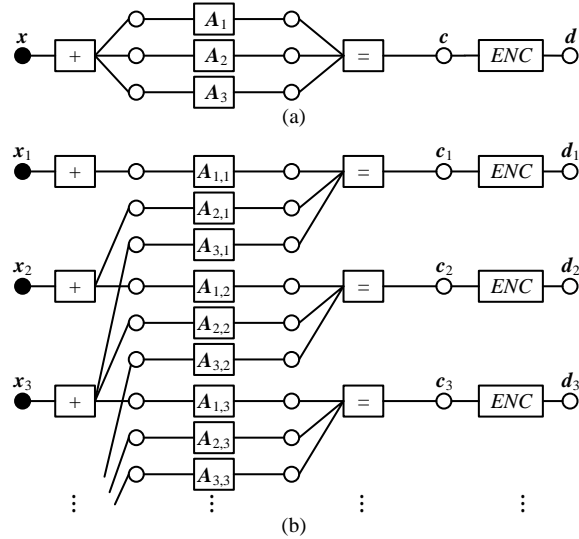 x A₁ c d
+ A₂ = ENC
A₃
(a)
x₁ c₁ d₁
+ A₁,₁ = ENC
A₂,₁
x₂ A₃,₁ c₂ d₂
+ A₁,₂ = ENC
A₂,₂
x₃ A₃,₂ c₃ d₃
+ A₁,₃ = ENC
A₂,₃
A₃,₃
⋮ ⋮ ⋮ ⋮
(b)